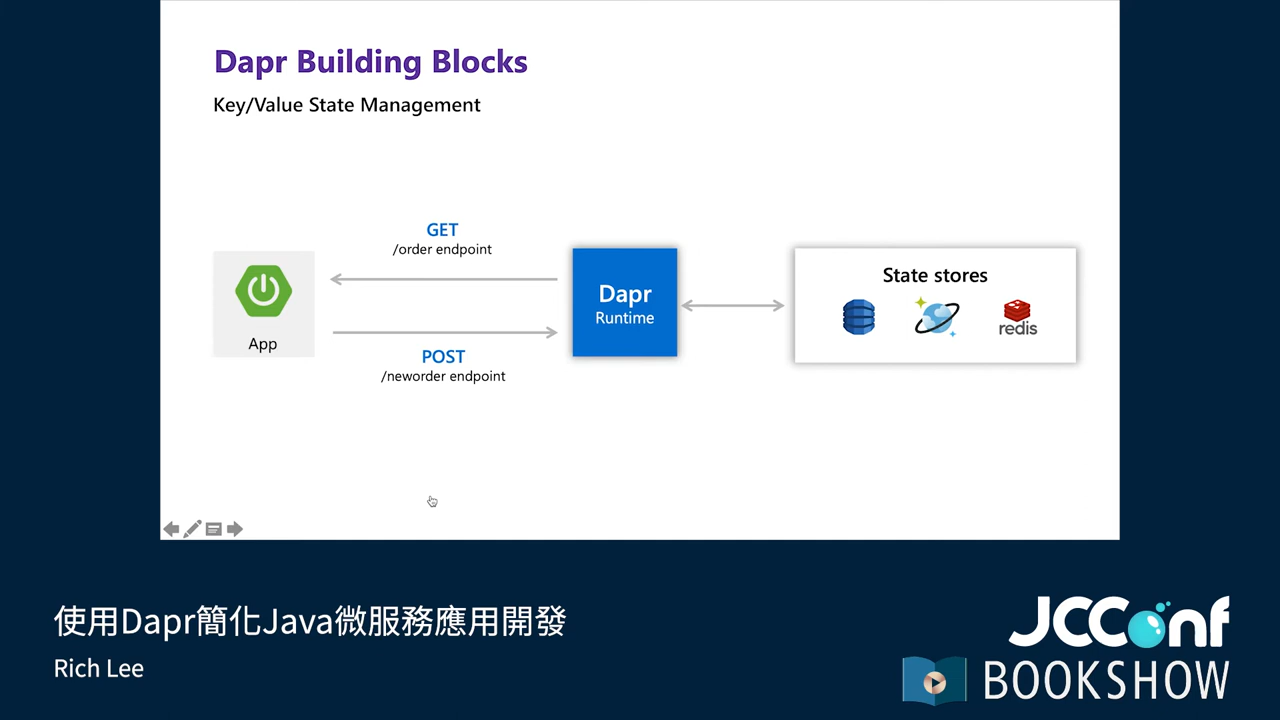 Dapr Building Blocks
Key/Value State Management
GET
/order endpoint
App
POST
/neworder endpoint
Dapr
Runtime
State stores
redis
使用Dapr簡化Java微服務應用開發
Rich Lee
JCConf
BOOKSHOW